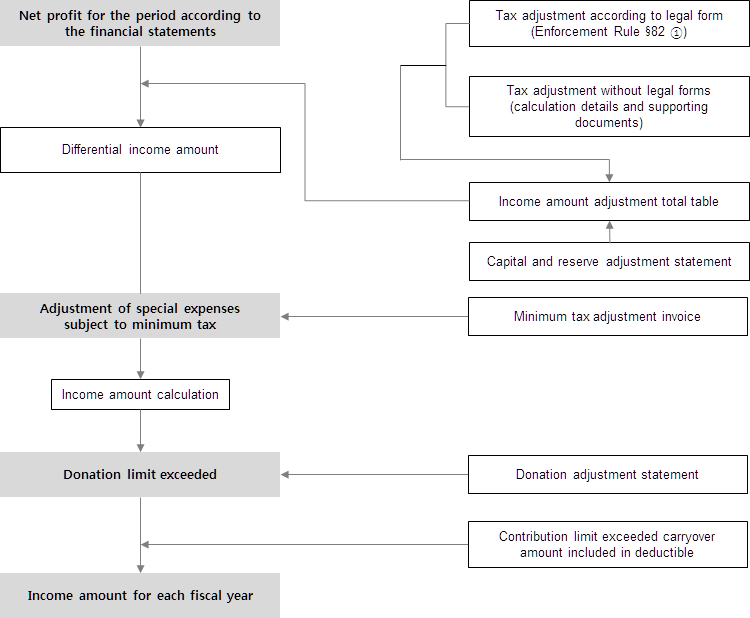 Net profit for the period according to
the financial statements
Tax adjustment according to legal form
(Enforcement Rule §82 ①)
Tax adjustment without legal forms
(calculation details and supporting
documents)
Differential income amount
Income amount adjustment total table
Capital and reserve adjustment statement
Adjustment of special expenses
subject to minimum tax
Minimum tax adjustment invoice
Income amount calculation
Donation limit exceeded
Donation adjustment statement
Contribution limit exceeded carryover
amount included in deductible
Income amount for each fiscal year